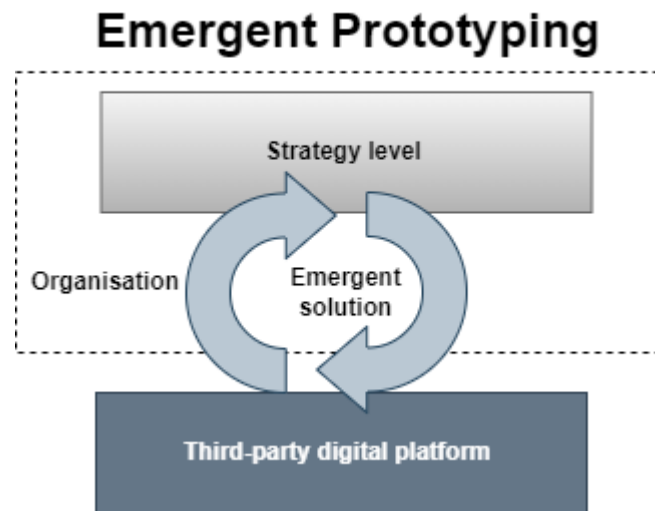 Emergent Prototyping
Strategy level
Organisation
Emergent
solution
Third-party digital platform